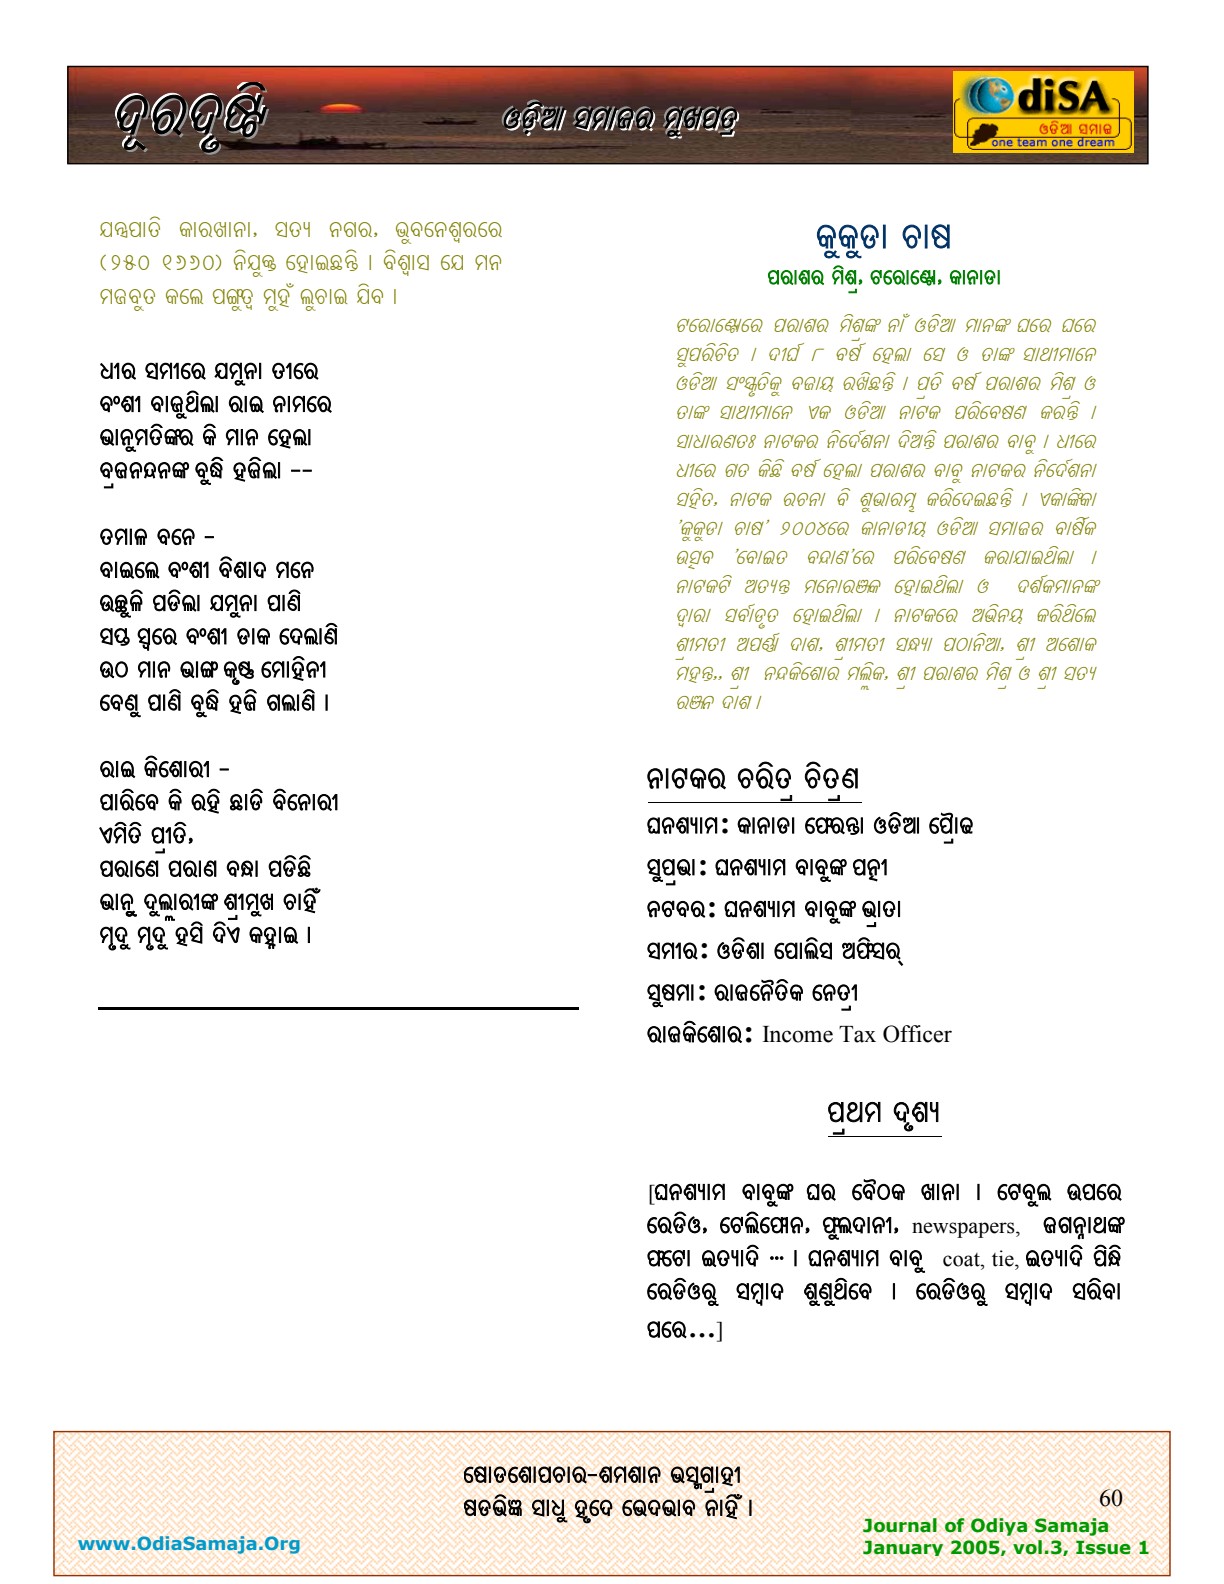 ଦୂରଦୃଷ୍ଟି
ଓଡ଼ିଆ ସମାଜର ମୁଖପତ୍ର
odiSA
ଓଡିଆ ସମାଜ
one team one dream
ଯନ୍ତ୍ରପାତି କାରଖାନା, ସତ୍ୟ ନଗର, ଭୁବନେଶ୍ୱରରେ
(୨୫୦ ୧୬୬୦) ନିଯୁକ୍ତ ହୋଇଛନ୍ତି । ବିଶ୍ୱାସ ଯେ ମନ
ମଜବୁତ କଲେ ପଙ୍ଗୁତ୍ୱ ମୁହଁ ଲୁଚାଇ ଯିବ ।
ଧୀର ସମୀରେ ଯମୁନା ତୀରେ
ବଂଶୀ ବାଜୁଥିଲା ରାଇ ନାମରେ
ଭାନୁମତିଙ୍କର କି ମାନ ହେଲା
ବ୍ରଜନନ୍ଦନଙ୍କ ବୁଦ୍ଧି ହଜିଲା --
ତମାଳ ବନେ -
ବାଇଲେ ବଂଶୀ ବିଶାଦ ମନେ
ଉଚ୍ଛୁଳି ପଡିଲା ଯମୁନା ପାଣି
ସପ୍ତ ସ୍ୱରେ ବଂଶୀ ଡାକ ଦେଲାଣି
ଉଠ ମାନ ଭାଙ୍ଗ କୃଷ୍ଣ ମୋହିନୀ
ବେଣୁ ପାଣି ବୁଦ୍ଧି ହଜି ଗଲାଣି ।
ରାଇ କିଶୋରୀ -
ପାରିବେ କି ରହି ଛାଡି ବିନୋରୀ
ଏମିତି ପ୍ରୀତି,
ପରାଣେ ପରାଣ ବନ୍ଧା ପଡିଛି
ଭାନୁ ଦୁଲ୍ଲାରୀଙ୍କ ଶ୍ରୀମୁଖ ଚାହିଁ
ମୃଦୁ ମୃଦୁ ହସି ଦିଏ କହ୍ନାଇ ।
କୁକୁଡା ଚାଷ
ପରାଶର ମିଶ୍ର, ଟରୋଣ୍ଟୋ, କାନାଡା
ଟରୋଣ୍ଟୋରେ ପରାଶର ମିଶ୍ରଙ୍କ ନାଁ ଓଡିଆ ମାନଙ୍କ ଘରେ ଘରେ
ସୁପରିଚିତ । ଦୀର୍ଘ ୮ ବର୍ଷ ହେଲା ସେ ଓ ତାଙ୍କ ସାଥୀମାନେ
ଓଡିଆ ସଂସ୍କୃତିକୁ ବଜାୟ ରଖିଛନ୍ତି । ପ୍ରତି ବର୍ଷ ପରାଶର ମିଶ୍ର ଓ
ତାଙ୍କ ସାଥୀମାନେ ଏକ ଓଡିଆ ନାଟକ ପରିବେଷଣ କରନ୍ତି ।
ସାଧାରଣତଃ ନାଟକର ନିର୍ଦେଶନା ଦିଅନ୍ତି ପରାଶର ବାବୁ । ଧୀରେ
ଧୀରେ ଗତ କିଛି ବର୍ଷ ହେଲା ପରାଶର ବାବୁ ନାଟକର ନିର୍ଦେଶନା
ସହିତ, ନାଟକ ରଚନା ବି ଶୁଭାରମ୍ଭ କରିଦେଇଛନ୍ତି । ଏକାଙ୍କିକା
'କୁକୁଡା ଚାଷ' ୨୦୦୪ରେ କାନାଡୀୟ ଓଡିଆ ସମାଜର ବାର୍ଷିକ
ଉତ୍ସବ 'ବୋଇତ ବନ୍ଦାଣ'ରେ ପରିବେଷଣ କରାଯାଇଥିଲା ।
ନାଟକଟି ଅତ୍ୟନ୍ତ ମନୋରଞ୍ଜକ ହୋଇଥିଲା ଓ ଦର୍ଶକମାନଙ୍କ
ଦ୍ୱାରା ସର୍ବାଦୃତ ହୋଇଥିଲା । ନାଟକରେ ଅଭିନୟ କରିଥିଲେ
ଶ୍ରୀମତୀ ଅପର୍ଣ୍ଣା ଦାଶ, ଶ୍ରୀମତୀ ସନ୍ଧ୍ୟା ପଠାନିଆ, ଶ୍ରୀ ଅଶୋକ
ମହନ୍ତ,, ଶ୍ରୀ ନନ୍ଦକିଶୋର ମଲ୍ଲିକ, ଶ୍ରୀ ପରାଶର ମିଶ୍ର ଓ ଶ୍ରୀ ସତ୍ୟ
ରଞ୍ଜନ ଦାଶ ।
ନାଟକର ଚରିତ୍ର ଚିତ୍ରଣ
ଘନଶ୍ୟାମ: କାନାଡା ଫେରନ୍ତା ଓଡିଆ ପ୍ରୌଢ
ସୁପ୍ରଭା: ଘନଶ୍ୟାମ ବାବୁଙ୍କ ପତ୍ନୀ
ନଟବର: ଘନଶ୍ୟାମ ବାବୁଙ୍କ ଭ୍ରାତା
ସମୀର: ଓଡିଶା ପୋଲିସ ଅଫିସର୍
ସୁଷମା: ରାଜନୈତିକ ନେତ୍ରୀ
ରାଜକିଶୋର: Income Tax Officer
ପ୍ରଥମ ଦୃଶ୍ୟ
[ଘନଶ୍ୟାମ ବାବୁଙ୍କ ଘର ବୈଠକ ଖାନା । ଟେବୁଲ ଉପରେ
ରେଡିଓ, ଟେଲିଫୋନ, ଫୁଲଦାନୀ, newspapers, ଜଗନ୍ନାଥଙ୍କ
ଫଟୋ ଇତ୍ୟାଦି ... । ଘନଶ୍ୟାମ ବାବୁ coat, tie, ଇତ୍ୟାଦି ପିନ୍ଧି
ରେଡିଓରୁ ସମ୍ବାଦ ଶୁଣୁଥିବେ । ରେଡିଓରୁ ସମ୍ବାଦ ସରିବା
ପରେ...]
ଷୋଡଶୋପଚାର-ଶମଶାନ ଭସ୍ମଗ୍ରାହୀ
ଷଡଭିଜ୍ଞ ସାଧୁ ହୃଦେ ଭେଦଭାବ ନାହିଁ ।
60
www.OdiaSamaja.Org
Journal of Odiya Samaja
January 2005, vol.3, Issue 1